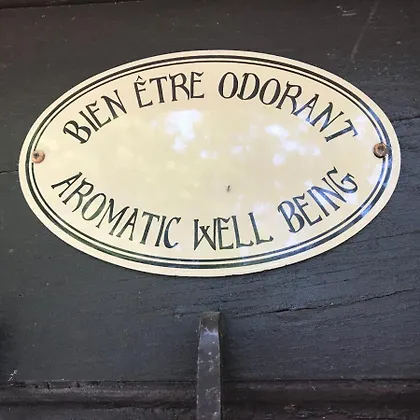 BIEN ÊTRE ODORANT
AROMATIC WELL BEING